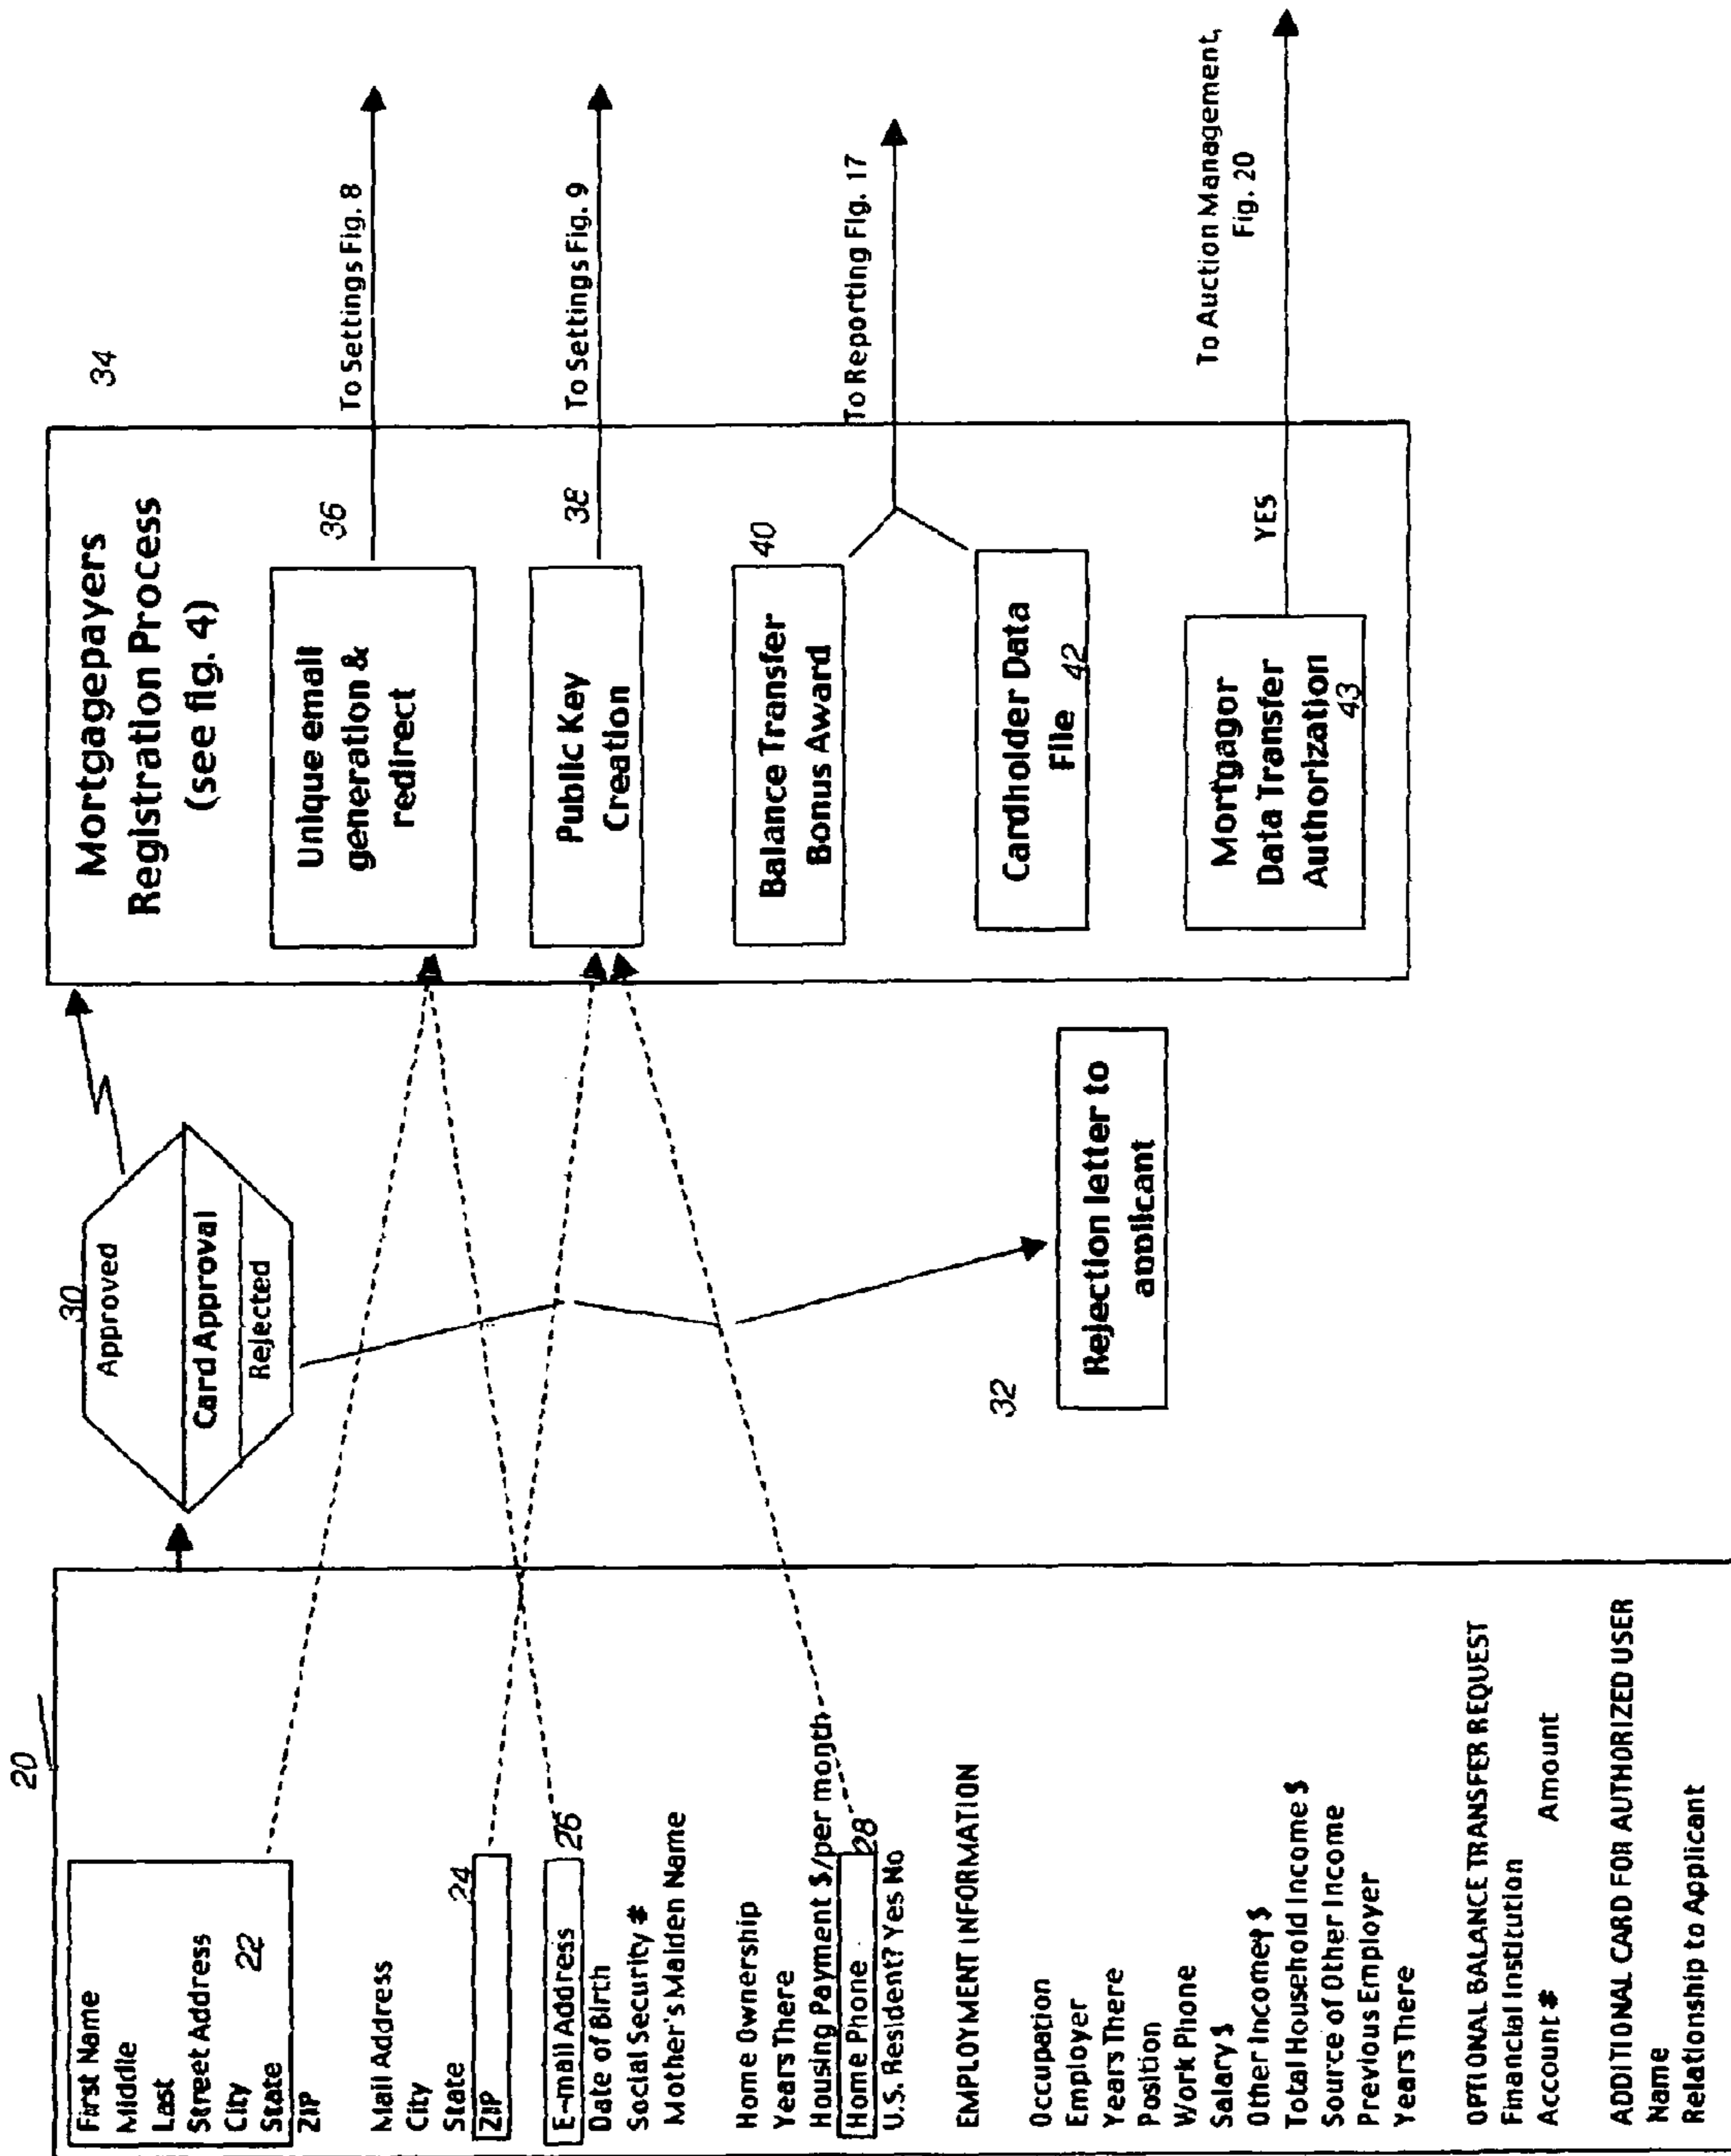 20
First Name
Middle
Last
Street Address
City 22
State
ZIP
Mail Address
City
State 24
ZIP
E-mail Address 26
Date of Birth
Social Security #
Mother's Maiden Name
Home Ownership
Years There
Housing Payment $/per month
Home Phone 28
U.S. Resident? Yes No
EMPLOYMENT INFORMATION
Occupation
Employer
Years There
Position
Work Phone
Salary $
Other Income $
Total Household Income $
Source of Other Income
Previous Employer
Years There
OPTIONAL BALANCE TRANSFER REQUEST
Financial Institution
Account # Amount
ADDITIONAL CARD FOR AUTHORIZED USER
Name
Relationship to Applicant
30
Approved
Card Approval
Rejected
32
Rejection letter to
applicant
34
Mortgagepayers
Registration Process
(see fig. 4)
Unique email
generation &
redirect
36
To Settings Fig. 8
Public Key
Creation
38
To Settings Fig. 9
Balance Transfer
Bonus Award
40
Cardholder Data
File 42
To Reporting Fig. 17
Mortgagor
Data Transfer
Authorization
43
YES
To Auction Management,
Fig. 20